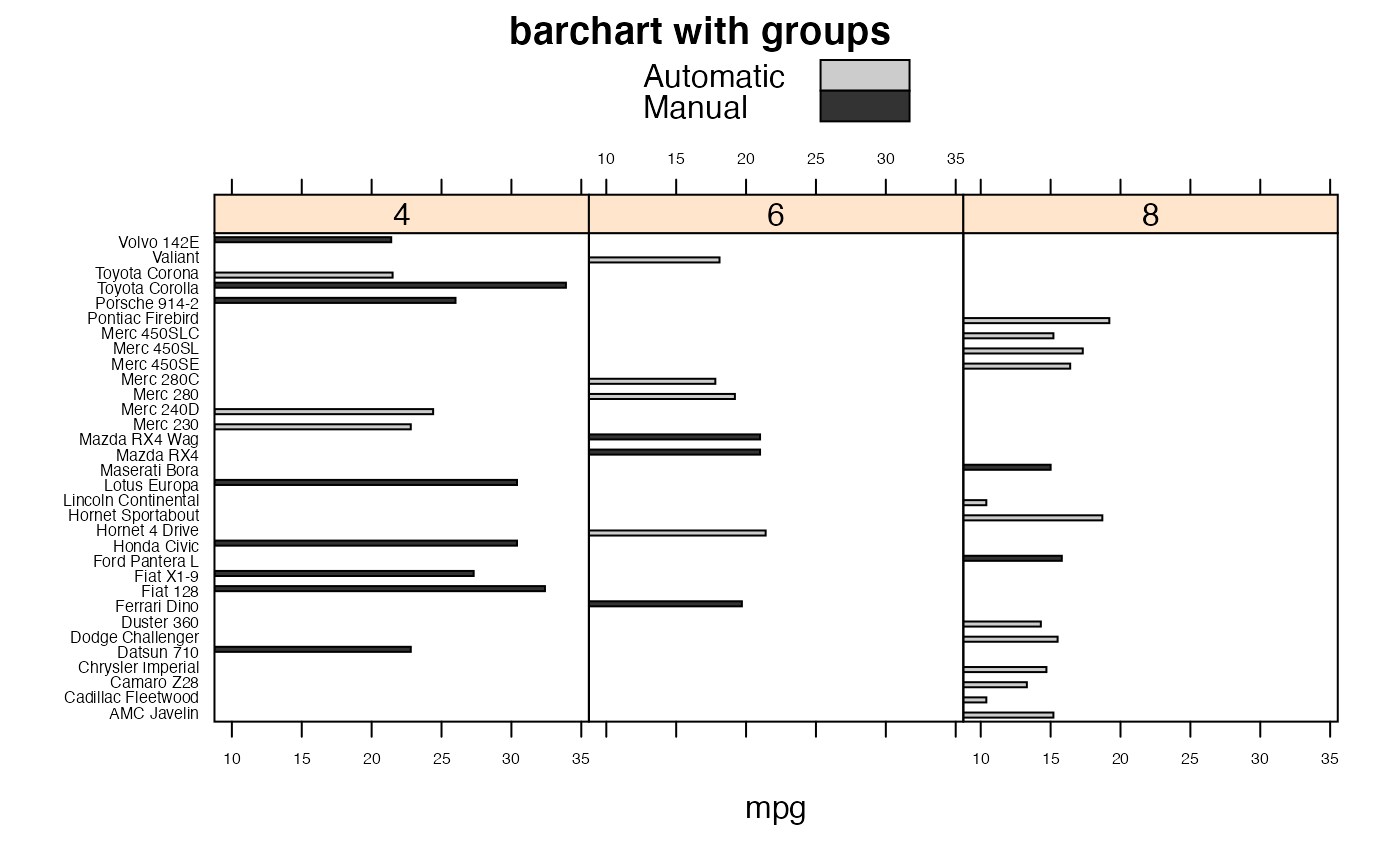 barchart with groups
Automatic
Manual
10 15 20 25 30 35
4 6 8
Volvo 142E
Valiant
Toyota Corona
Toyota Corolla
Porsche 914-2
Pontiac Firebird
Merc 450SLC
Merc 450SL
Merc 450SE
Merc 280C
Merc 280
Merc 240D
Merc 230
Mazda RX4 Wag
Mazda RX4
Maserati Bora
Lotus Europa
Lincoln Continental
Hornet Sportabout
Hornet 4 Drive
Honda Civic
Ford Pantera L
Fiat X1-9
Fiat 128
Ferrari Dino
Duster 360
Dodge Challenger
Datsun 710
Chrysler Imperial
Camaro Z28
Cadillac Fleetwood
AMC Javelin
10 15 20 25 30 35 10 15 20 25 30 35
mpg